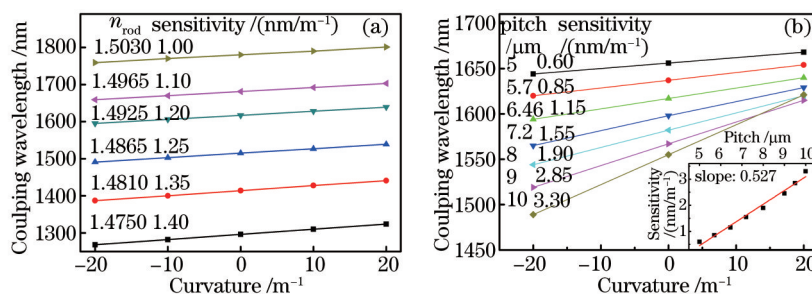 n_rod sensitivity /(nm/m⁻¹) (a)
1.5030 1.00
1.4965 1.10
1.4925 1.20
1.4865 1.25
1.4810 1.35
1.4750 1.40
1800
1700
1600
1500
1400
1300
Coulping wavelength /nm
−20 −10 0 10 20
Curvature /m⁻¹
pitch sensitivity (b)
/μm /(nm/m⁻¹)
5 0.60
5.7 0.85
6.46 1.15
7.2 1.55
8 1.90
9 2.85
10 3.30
1700
1650
1600
1550
1500
1450
Coulping wavelength /nm
−20 −10 0 10 20
Curvature /m⁻¹
Pitch /μm
5 6 7 8 9 10
slope: 0.527
3
2
1
Sensitivity
/(nm/m⁻¹)